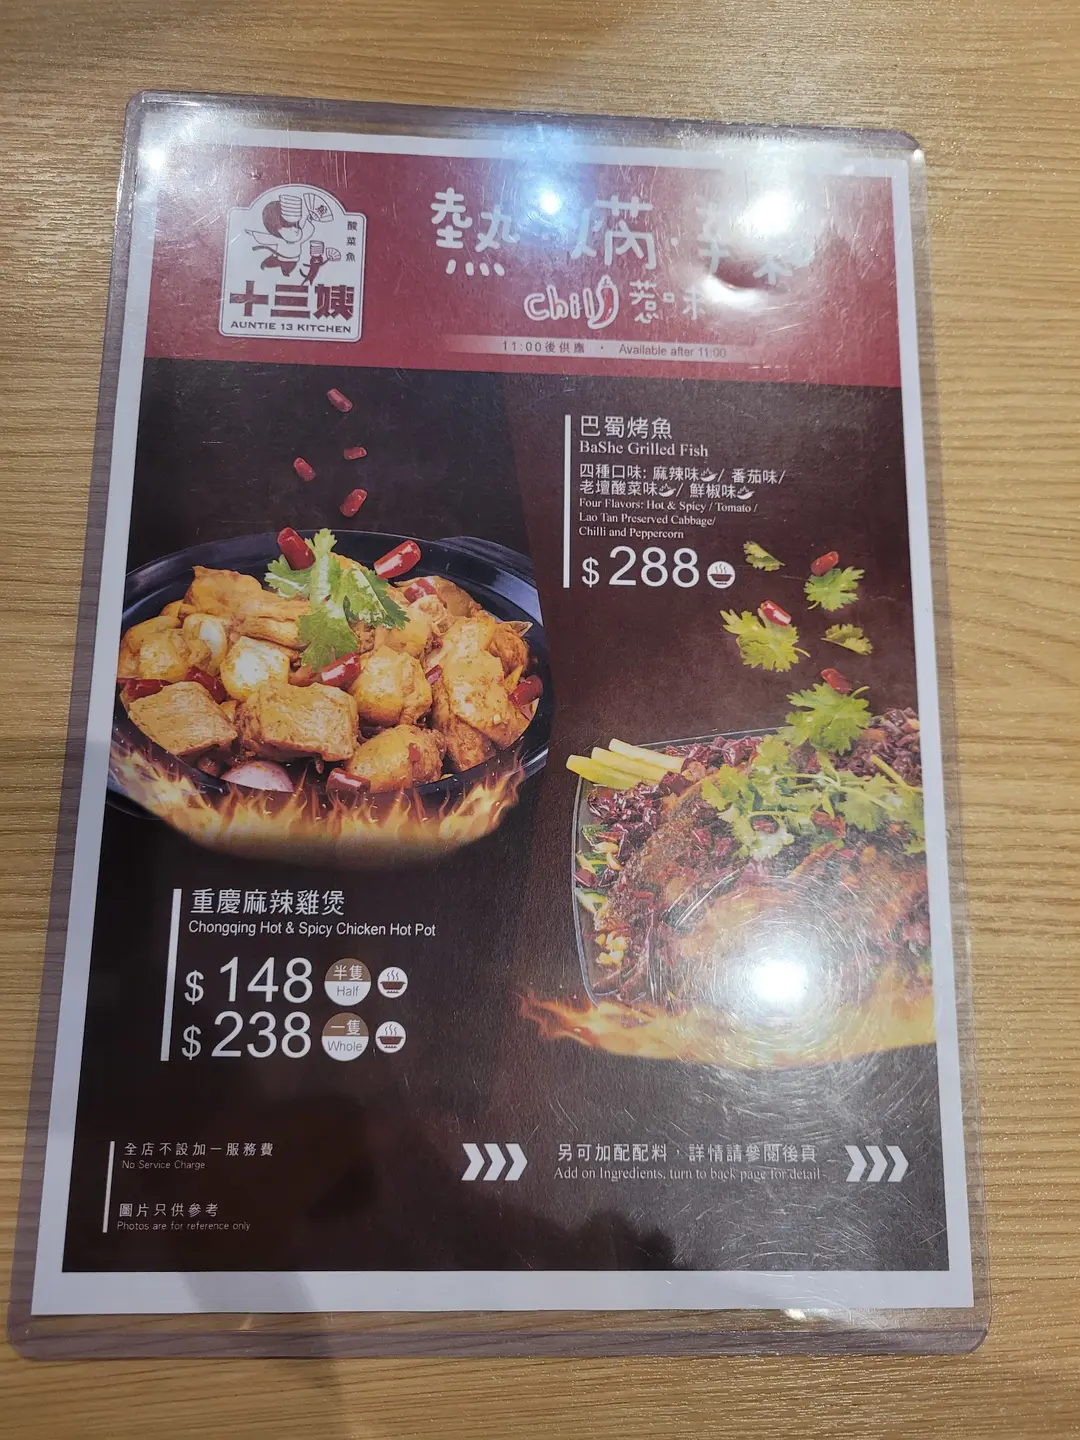 酸菜魚
十三姨
AUNTIE 13 KITCHEN
熱
辛辣
chilli 惹味
11:00後供應 · Available after 11:00
巴蜀烤魚
BaShe Grilled Fish
四種口味: 麻辣味/ 番茄味/
老壇酸菜味/ 鮮椒味
Four Flavors: Hot & Spicy / Tomato /
Lao Tan Preserved Cabbage/
Chilli and Peppercorn
$ 288
重慶麻辣雞煲
Chongqing Hot & Spicy Chicken Hot Pot
$ 148 半隻 Half
$ 238 一隻 Whole
全店不設加一服務費
No Service Charge
圖片只供參考
Photos are for reference only
另可加配配料，詳情請參閱後頁
Add on Ingredients, turn to back page for detail